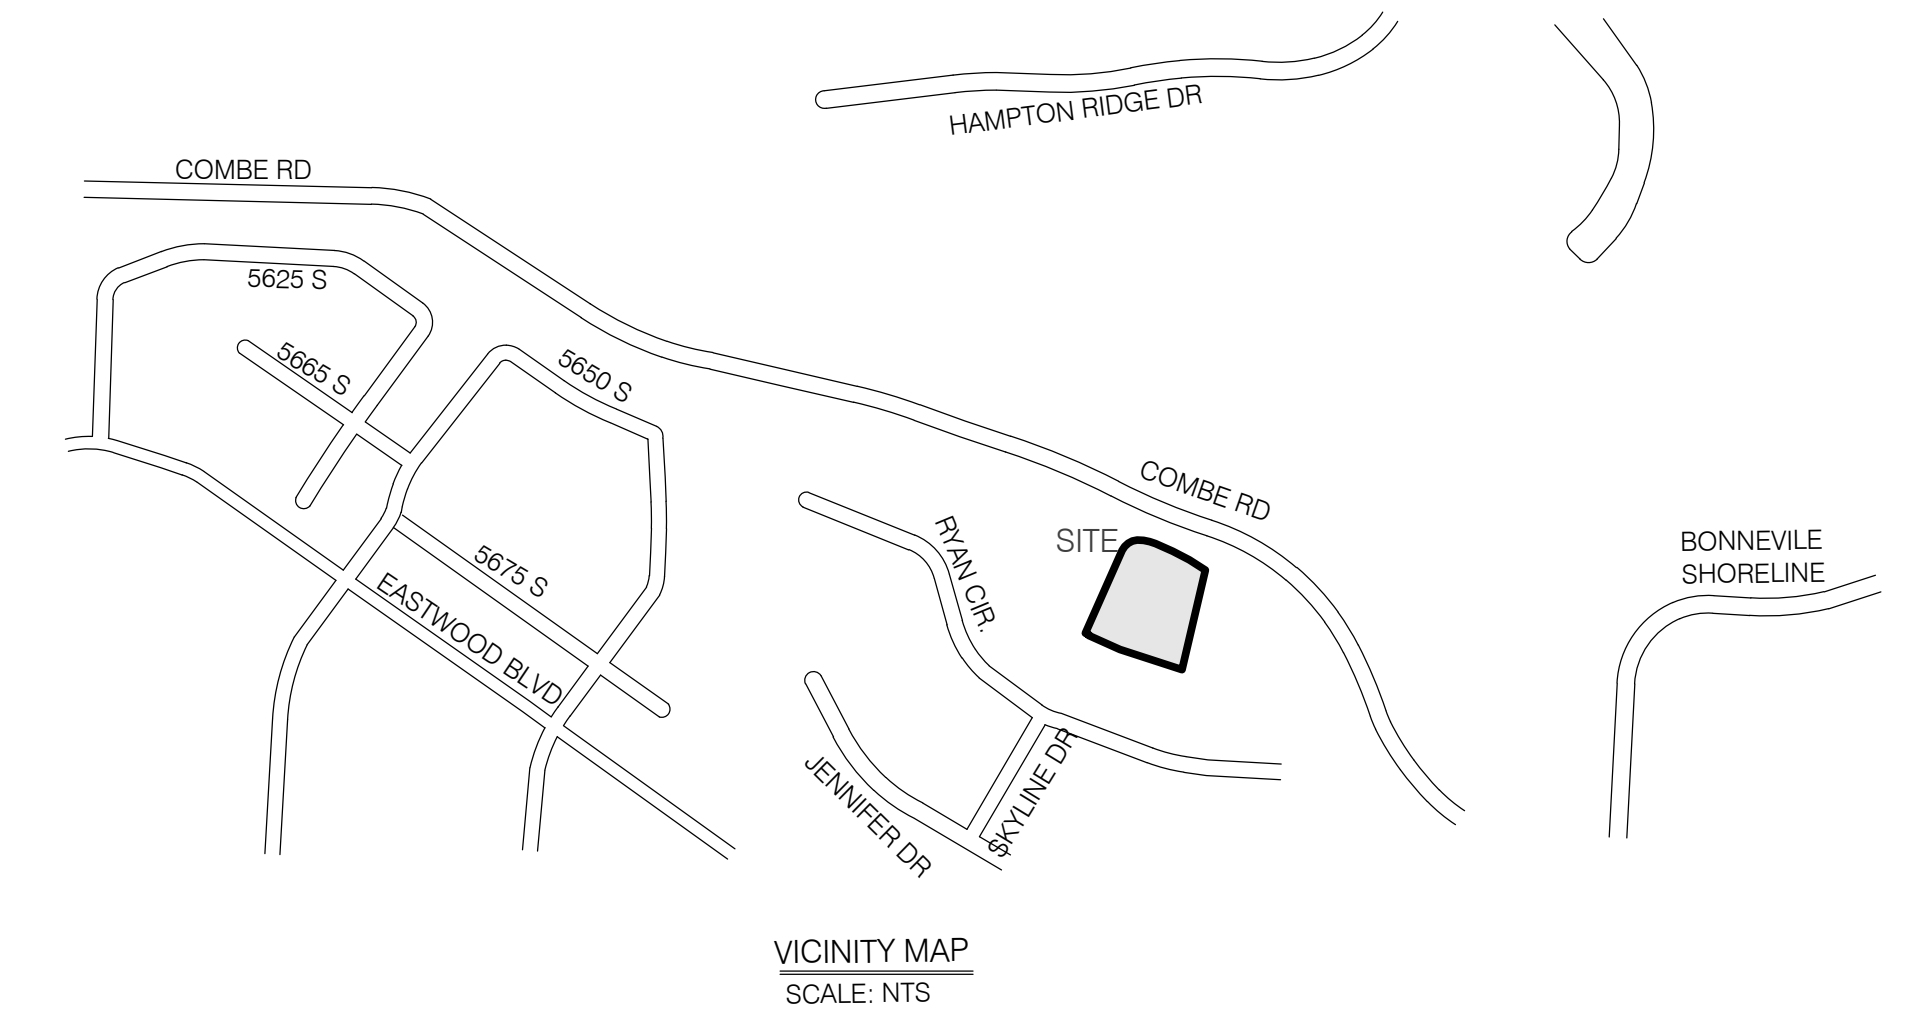 HAMPTON RIDGE DR
COMBE RD
5625 S
5665 S
5650 S
COMBE RD
SITE
RYAN CIR.
BONNEVILE
SHORELINE
5675 S
EASTWOOD BLVD
SKYLINE DR
JENNIFER DR
VICINITY MAP
SCALE: NTS